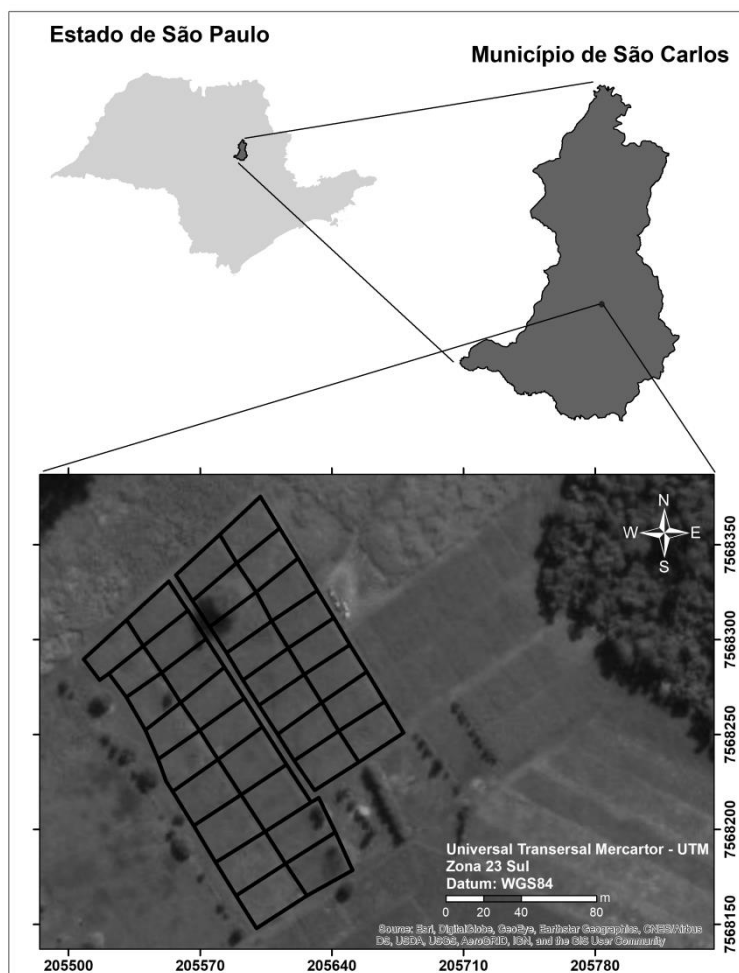 Estado de São Paulo
Município de São Carlos
N
W E
S
7568350
7568300
7568250
7568200
7568150
Universal Transersal Mercartor - UTM
Zona 23 Sul
Datum: WGS84
m
0 20 40 80
Source: Esri, DigitalGlobe, GeoEye, Earthstar Geographics, CNES/Airbus
DS, USDA, USGS, AeroGRID, IGN, and the GIS User Community
205500 205570 205640 205710 205780